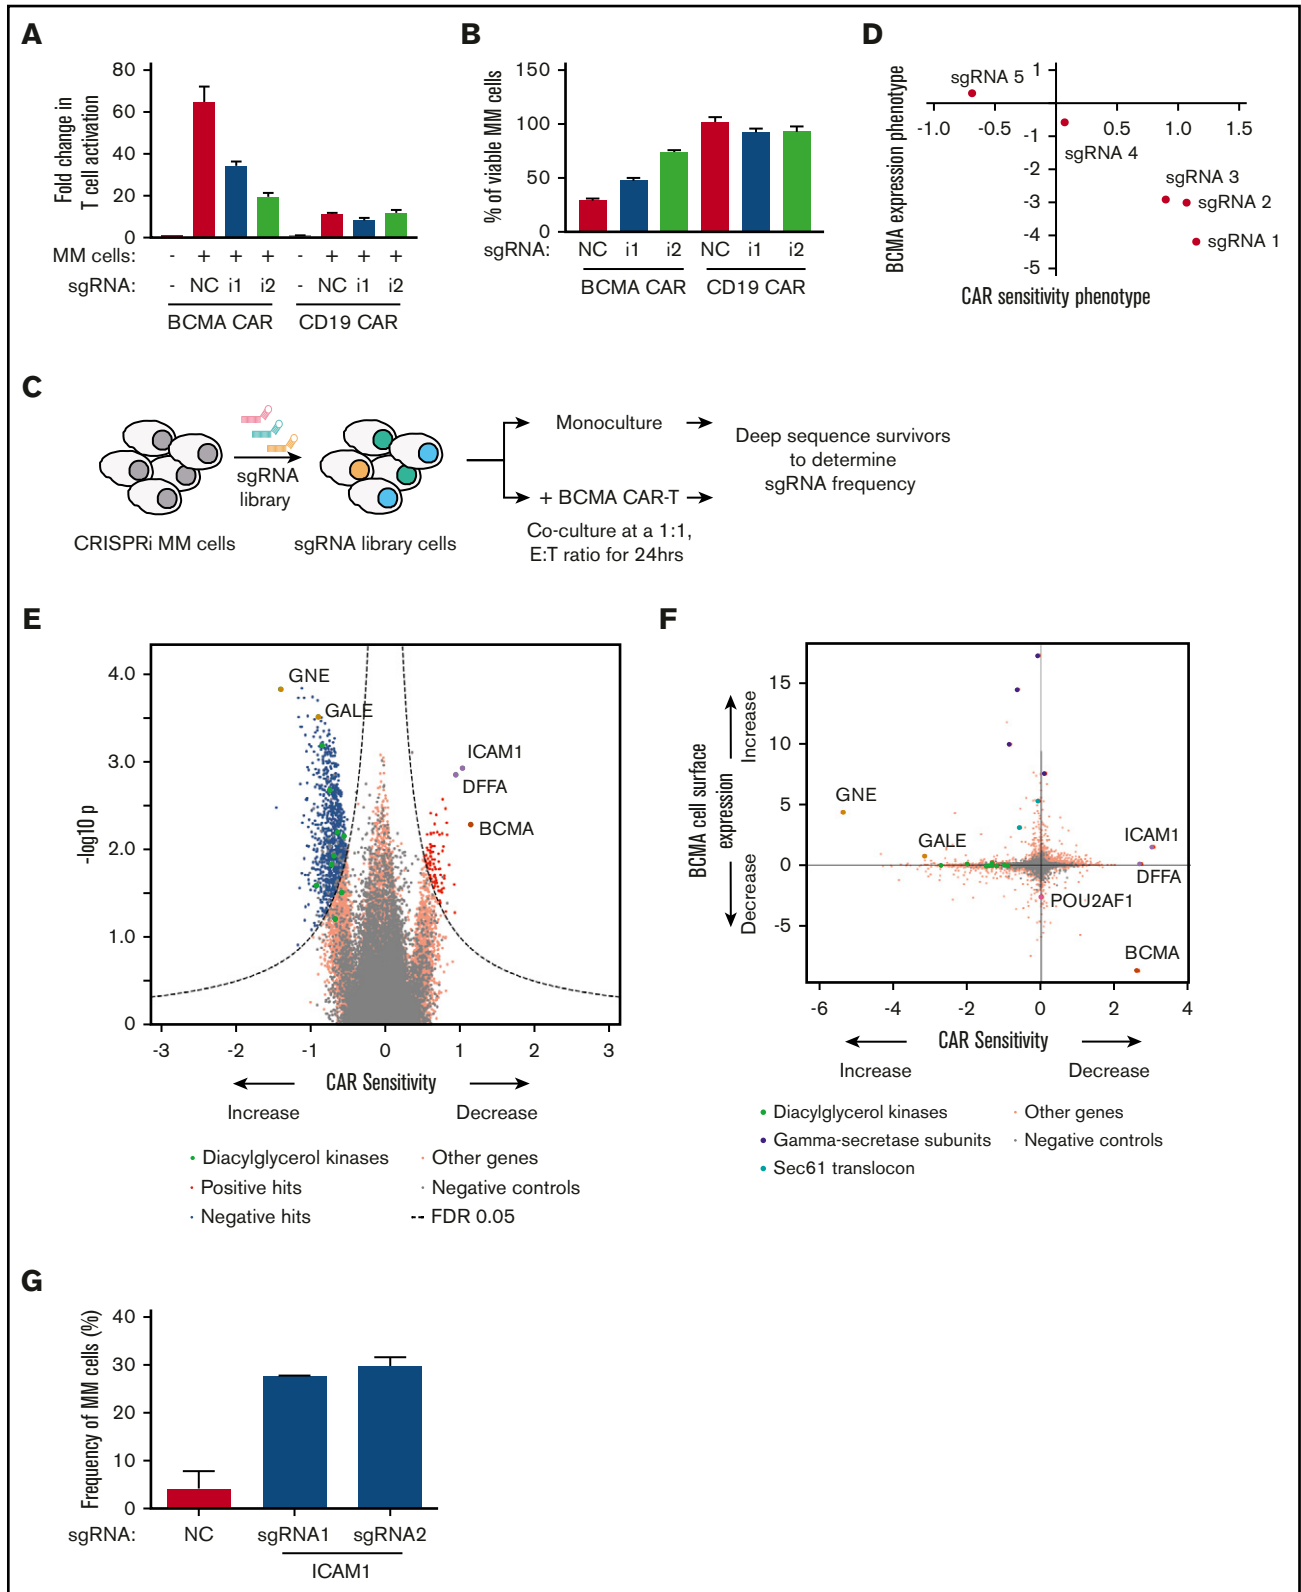 A
Fold change in
T cell activation
80
60
40
20
0
MM cells: - + + + - + + +
sgRNA: - NC i1 i2 - NC i1 i2
BCMA CAR CD19 CAR
B
% of viable MM cells
150
100
50
0
sgRNA: NC i1 i2 NC i1 i2
BCMA CAR CD19 CAR
D
BCMA expression phenotype
1
-1
-2
-3
-4
-5
-1.0 -0.5 0.5 1.0 1.5
sgRNA 5
sgRNA 4
sgRNA 3
sgRNA 2
sgRNA 1
CAR sensitivity phenotype
C
CRISPRi MM cells
sgRNA
library
sgRNA library cells
Monoculture
+ BCMA CAR-T
Co-culture at a 1:1,
E:T ratio for 24hrs
Deep sequence survivors
to determine
sgRNA frequency
E
-log10 p
4.0
3.0
2.0
1.0
0
GNE
GALE
ICAM1
DFFA
BCMA
-3 -2 -1 0 1 2 3
CAR Sensitivity
Increase Decrease
Diacylglycerol kinases
Positive hits
Negative hits
Other genes
Negative controls
FDR 0.05
F
BCMA cell surface
expression
Increase
Decrease
15
10
5
0
-5
GNE
GALE
ICAM1
DFFA
POU2AF1
BCMA
-6 -4 -2 0 2 4
CAR Sensitivity
Increase Decrease
Diacylglycerol kinases
Gamma-secretase subunits
Sec61 translocon
Other genes
Negative controls
G
Frequency of MM cells (%)
40
30
20
10
0
sgRNA: NC sgRNA1 sgRNA2
ICAM1